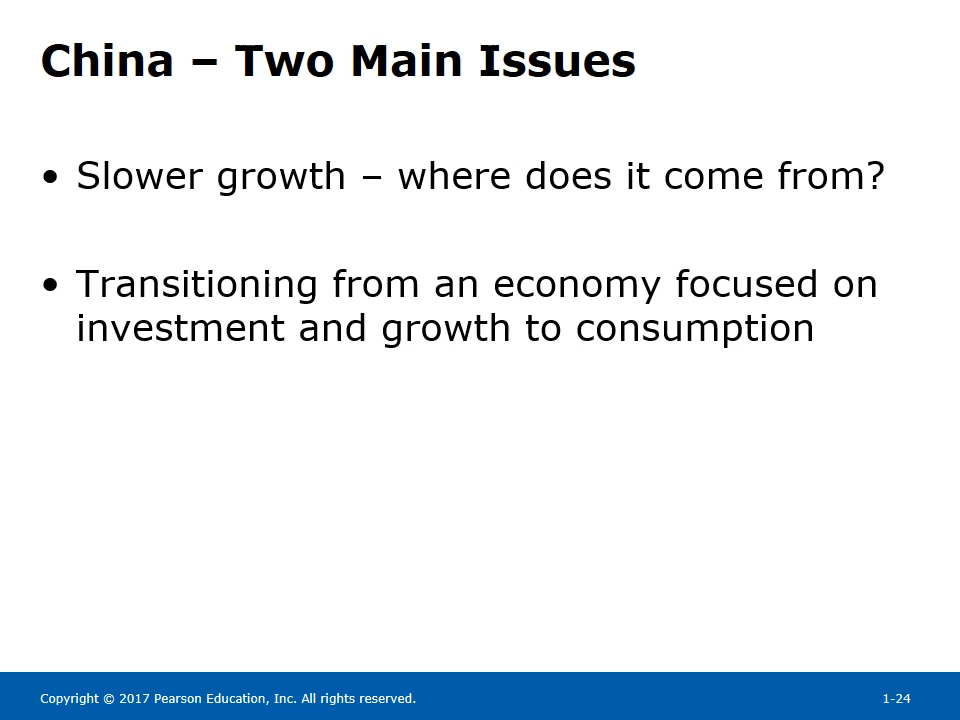 China – Two Main Issues
• Slower growth – where does it come from?
• Transitioning from an economy focused on
investment and growth to consumption
Copyright © 2017 Pearson Education, Inc. All rights reserved.
1-24